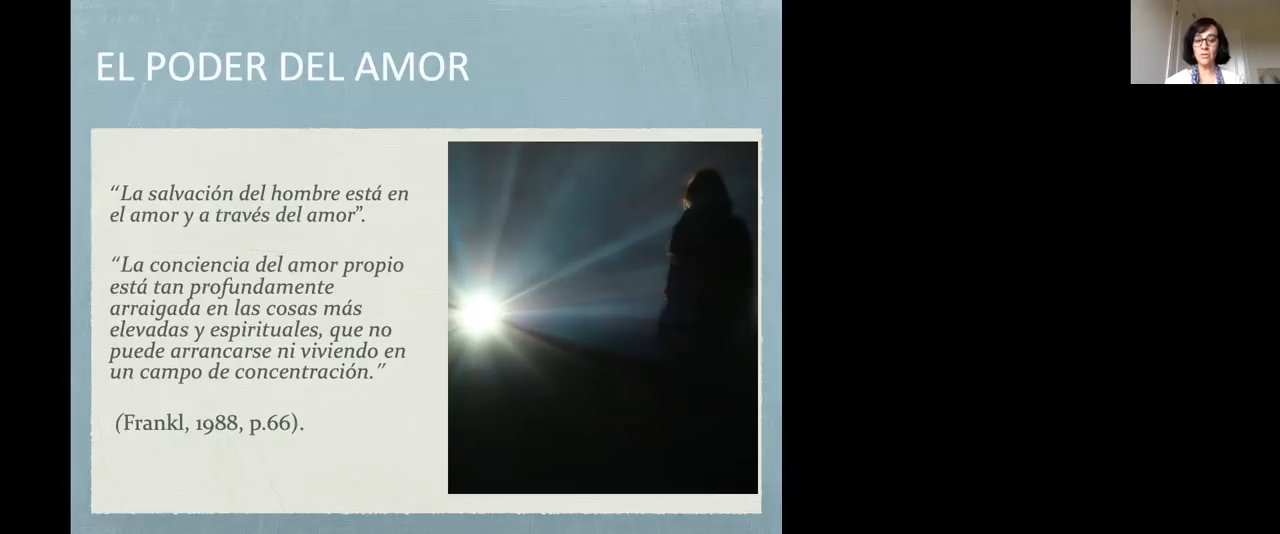 EL PODER DEL AMOR
“La salvación del hombre está en
el amor y a través del amor”.
“La conciencia del amor propio
está tan profundamente
arraigada en las cosas más
elevadas y espirituales, que no
puede arrancarse ni viviendo en
un campo de concentración.”
(Frankl, 1988, p.66).